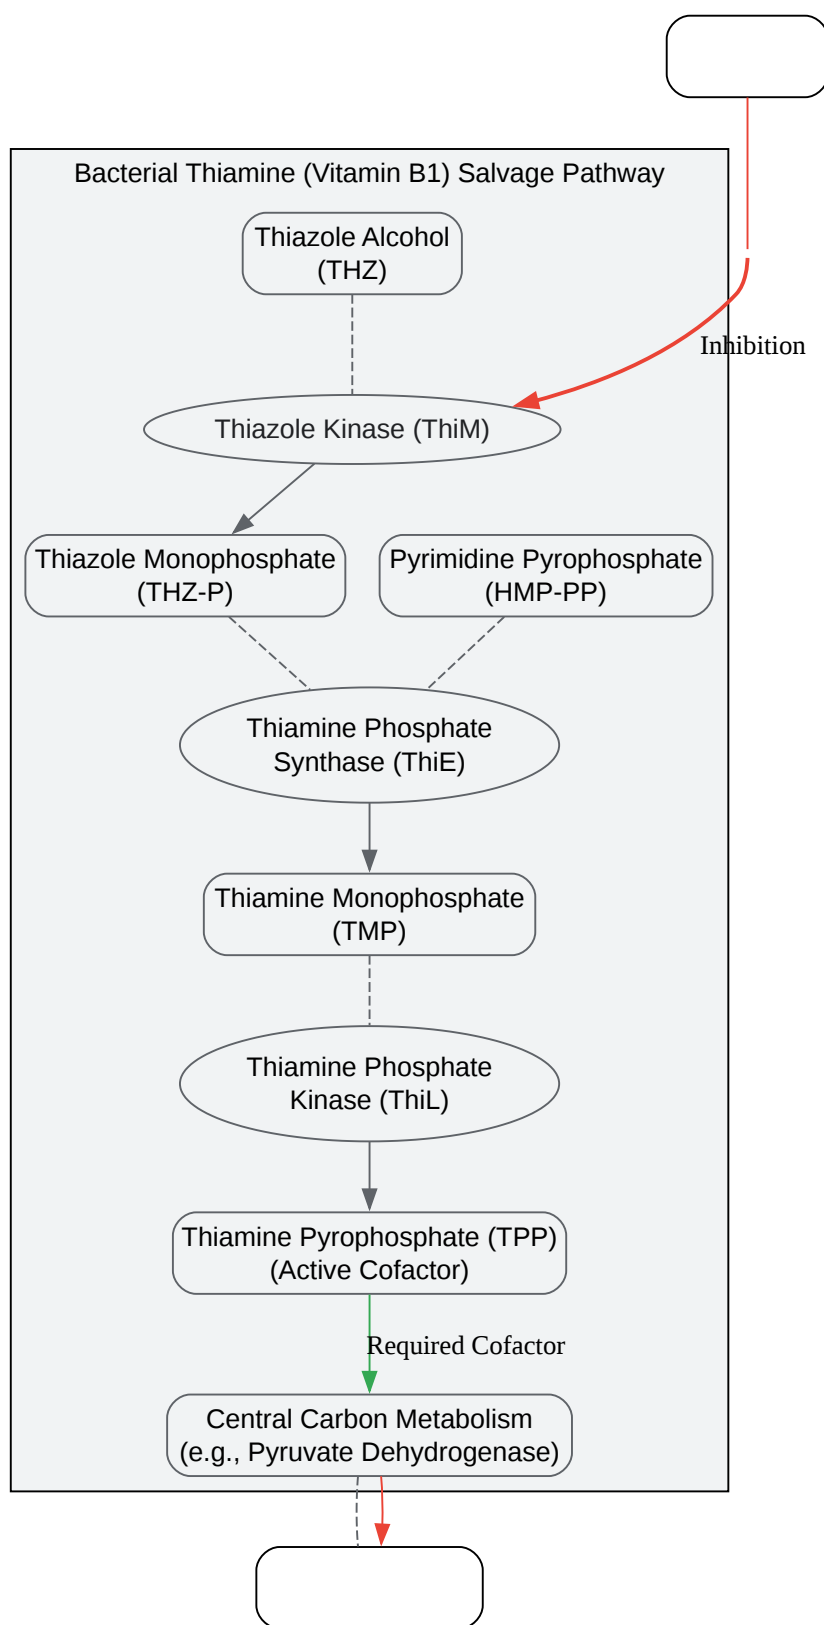 Bacterial Thiamine (Vitamin B1) Salvage Pathway
Thiazole Alcohol
(THZ)
Inhibition
Thiazole Kinase (ThiM)
Thiazole Monophosphate
(THZ-P)
Pyrimidine Pyrophosphate
(HMP-PP)
Thiamine Phosphate
Synthase (ThiE)
Thiamine Monophosphate
(TMP)
Thiamine Phosphate
Kinase (ThiL)
Thiamine Pyrophosphate (TPP)
(Active Cofactor)
Required Cofactor
Central Carbon Metabolism
(e.g., Pyruvate Dehydrogenase)